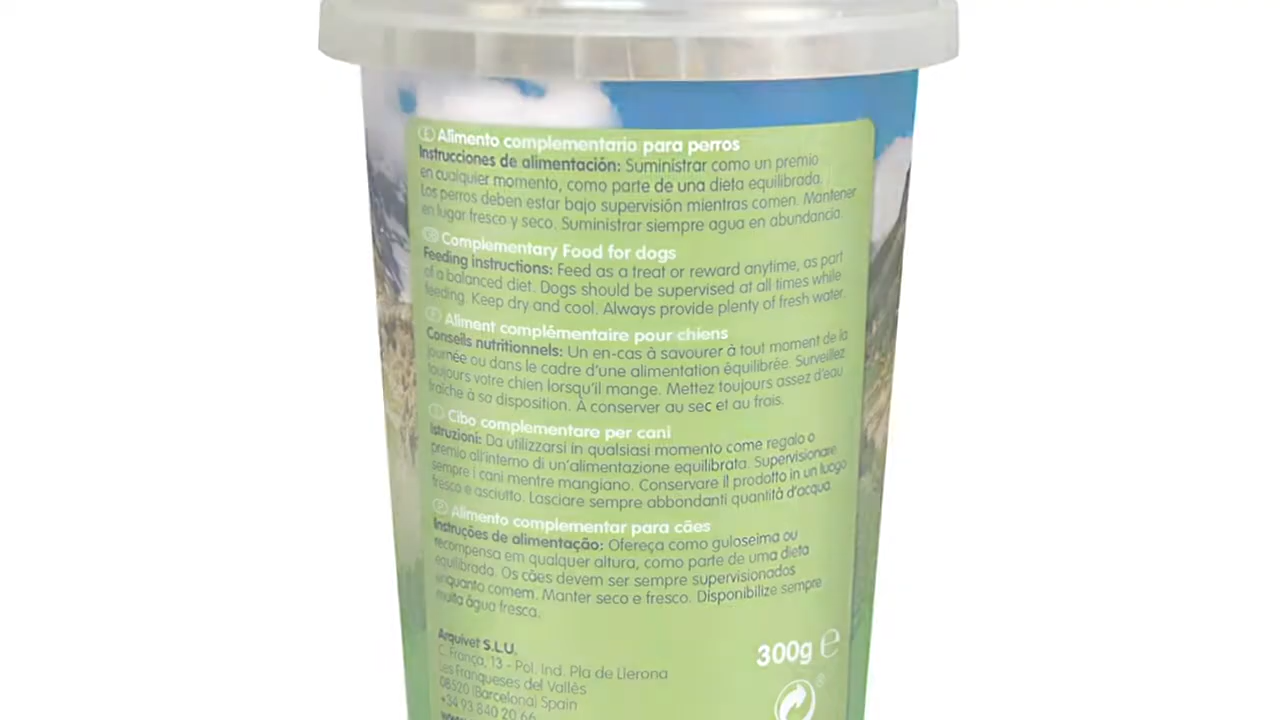 E Alimento complementario para perros
Instrucciones de alimentación: Suministrar como un premio
en cualquier momento, como parte de una dieta equilibrada.
Los perros deben estar bajo supervisión mientras comen. Mantener
en lugar fresco y seco. Suministrar siempre agua en abundancia.
GB Complementary Food for dogs
Feeding instructions: Feed as a treat or reward anytime, as part
of a balanced diet. Dogs should be supervised at all times while
feeding. Keep dry and cool. Always provide plenty of fresh water.
F Aliment complémentaire pour chiens
Conseils nutritionnels: Un en-cas à savourer à tout moment de la
journée ou dans le cadre d'une alimentation équilibrée. Surveillez
toujours votre chien lorsqu'il mange. Mettez toujours assez d'eau
fraîche à sa disposition. À conserver au sec et au frais.
I Cibo complementare per cani
Istruzioni: Da utilizzarsi in qualsiasi momento come regalo o
premio all'interno di un'alimentazione equilibrata. Supervisionare
sempre i cani mentre mangiano. Conservare il prodotto in un luogo
fresco e asciutto. Lasciare sempre abbondanti quantità d'acqua.
P Alimento complementar para cães
Instruções de alimentação: Ofereça como guloseima ou
recompensa em qualquer altura, como parte de uma dieta
equilibrada. Os cães devem ser sempre supervisionados
enquanto comem. Manter seco e fresco. Disponibilize sempre
muita água fresca.
Arquivet S.L.U.
C. França, 13 - Pol. Ind. Pla de Llerona
Les Franqueses del Vallès
08520 (Barcelona) Spain
+34 93 840 20 66
300g e